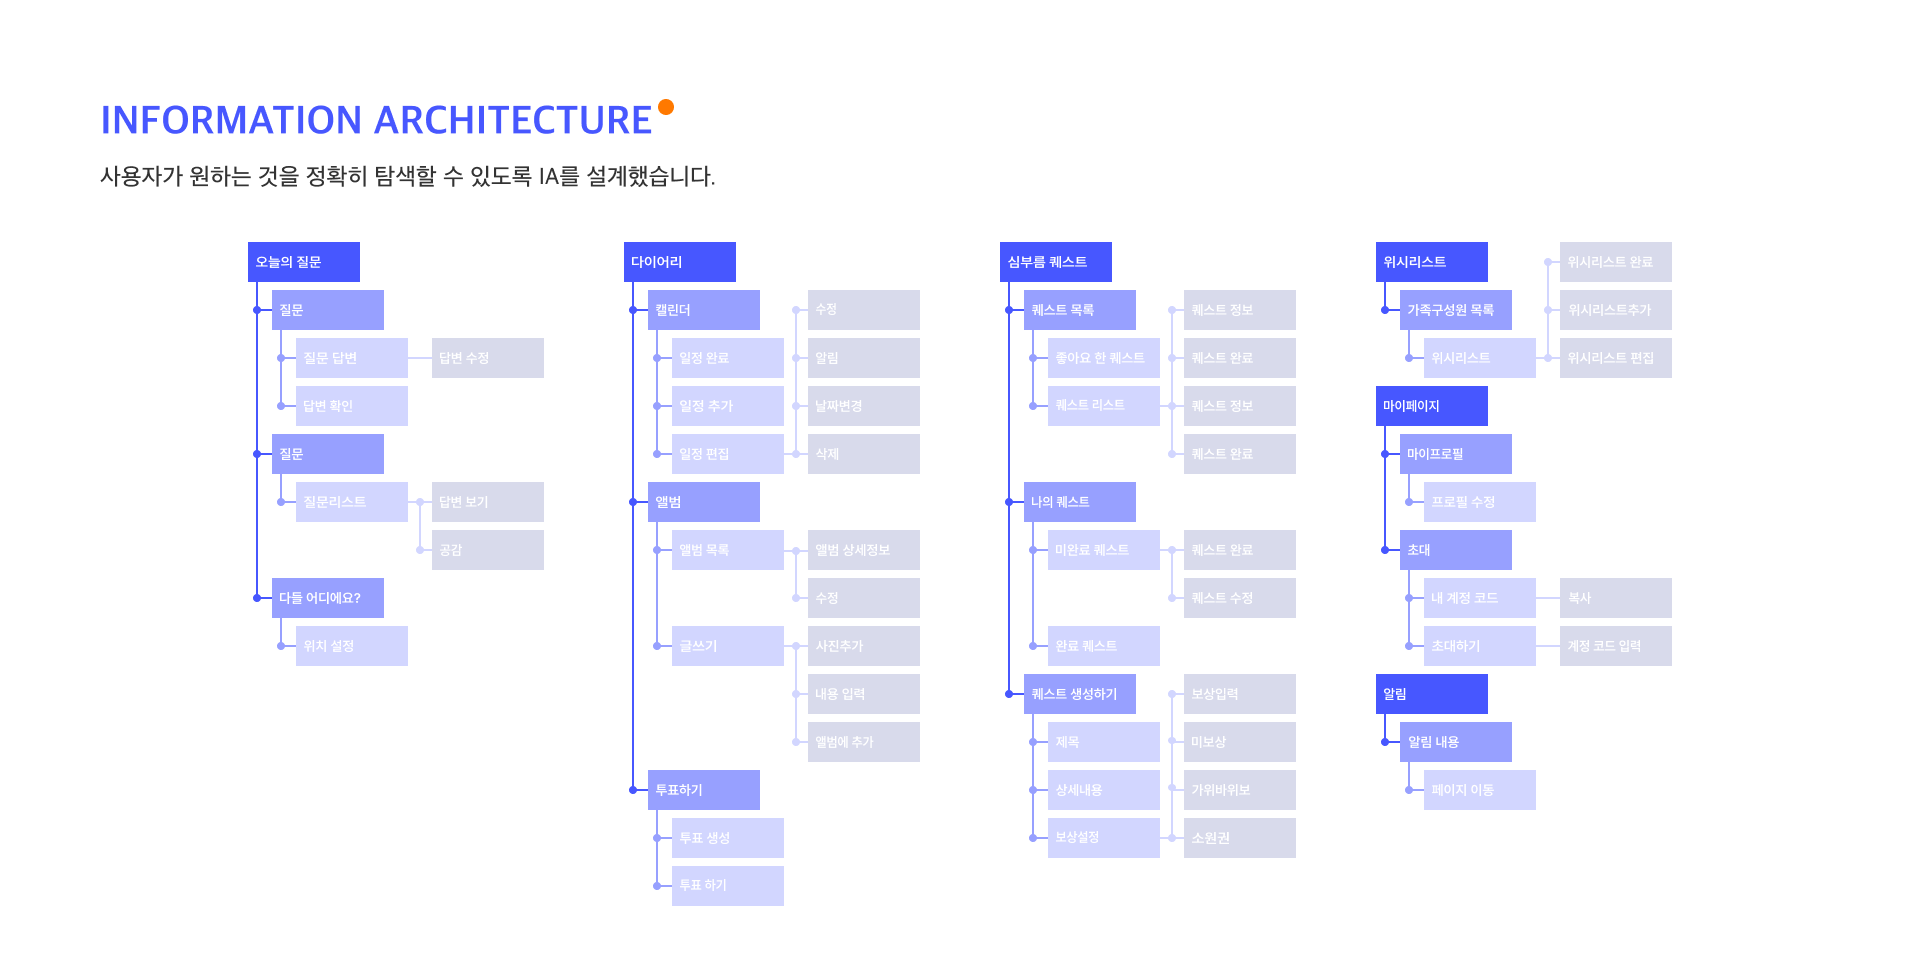 INFORMATION ARCHITECTURE
사용자가 원하는 것을 정확히 탐색할 수 있도록 IA를 설계했습니다.
오늘의 질문
질문
질문 답변
답변 수정
답변 확인
질문
질문리스트
답변 보기
공감
다들 어디에요?
위치 설정
다이어리
캘린더
수정
일정 완료
알림
일정 추가
날짜변경
일정 편집
삭제
앨범
앨범 목록
앨범 상세정보
수정
글쓰기
사진추가
내용 입력
앨범에 추가
투표하기
투표 생성
투표 하기
심부름 퀘스트
퀘스트 목록
퀘스트 정보
좋아요 한 퀘스트
퀘스트 완료
퀘스트 리스트
퀘스트 정보
퀘스트 완료
나의 퀘스트
미완료 퀘스트
퀘스트 완료
퀘스트 수정
완료 퀘스트
퀘스트 생성하기
보상입력
제목
미보상
상세내용
가위바위보
보상설정
소원권
위시리스트
위시리스트 완료
가족구성원 목록
위시리스트추가
위시리스트
위시리스트 편집
마이페이지
마이프로필
프로필 수정
초대
내 계정 코드
복사
초대하기
계정 코드 입력
알림
알림 내용
페이지 이동